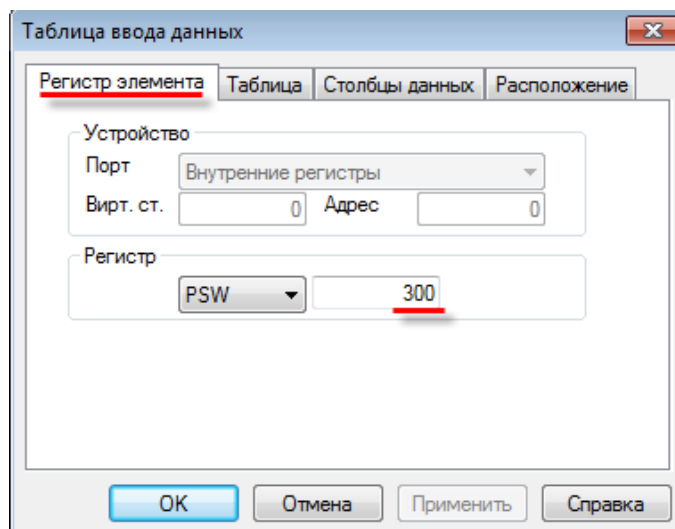 Таблица ввода данных
Регистр элемента Таблица Столбцы данных Расположение
Устройство
Порт Внутренние регистры
Вирт. ст. 0 Адрес 0
Регистр
PSW 300
OK Отмена Применить Справка